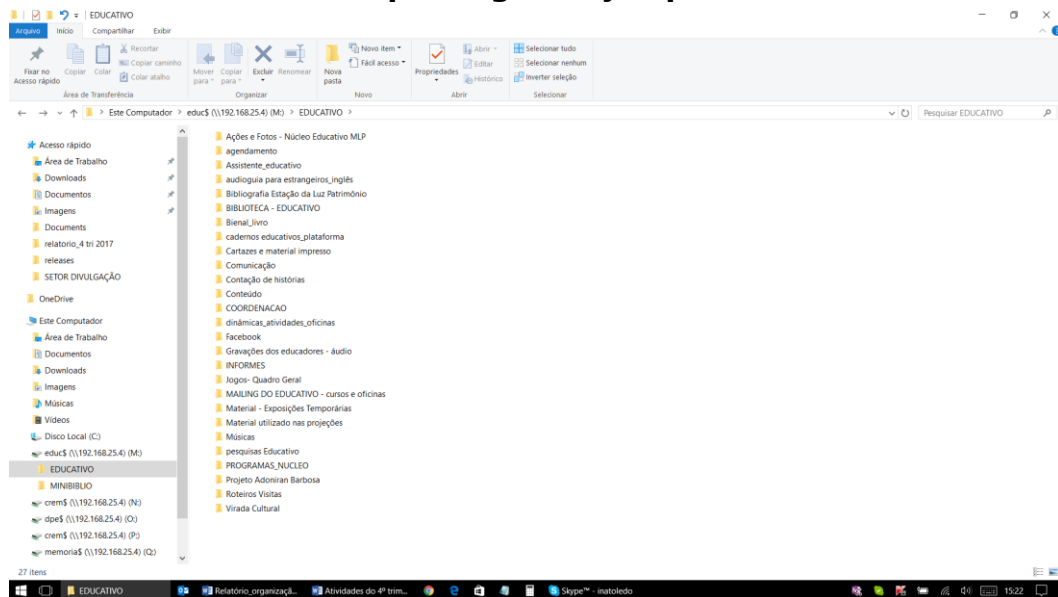 EDUCATIVO
Arquivo Início Compartilhar Exibir
Fixar no Acesso rápido
Copiar
Colar
Recortar
Copiar caminho
Colar atalho
Mover para
Copiar para
Excluir
Renomear
Nova pasta
Novo item
Fácil acesso
Propriedades
Abrir
Editar
Histórico
Selecionar tudo
Selecionar nenhum
Inverter seleção
Área de Transferência Organizar Novo Abrir Selecionar
Este Computador > educ$ (\\192.168.25.4) (M:) > EDUCATIVO >
Pesquisar EDUCATIVO
Acesso rápido
Área de Trabalho
Downloads
Documentos
Imagens
Documents
relatorio_4 tri 2017
releases
SETOR DIVULGAÇÃO
OneDrive
Este Computador
Área de Trabalho
Documentos
Downloads
Imagens
Músicas
Vídeos
Disco Local (C:)
educ$ (\\192.168.25.4) (M:)
EDUCATIVO
MINIBIBLIO
crem$ (\\192.168.25.4) (N:)
dpe$ (\\192.168.25.4) (O:)
crem$ (\\192.168.25.4) (P:)
memoria$ (\\192.168.25.4) (Q:)
Ações e Fotos - Núcleo Educativo MLP
agendamento
Assistente_educativo
audioguia para estrangeiros_inglês
Bibliografia Estação da Luz Patrimônio
BIBLIOTECA - EDUCATIVO
Bienal_livro
cadernos educativos_plataforma
Cartazes e material impresso
Comunicação
Contação de histórias
Conteúdo
COORDENACAO
dinâmicas_atividades_oficinas
Facebook
Gravações dos educadores - áudio
INFORMES
Jogos- Quadro Geral
MAILING DO EDUCATIVO - cursos e oficinas
Material - Exposições Temporárias
Material utilizado nas projeções
Músicas
pesquisas Educativo
PROGRAMAS_NUCLEO
Projeto Adoniran Barbosa
Roteiros Visitas
Virada Cultural
27 itens
EDUCATIVO
Relatório_organizaçã...
Atividades do 4º trim...
Skype™ - inatoledo
15:22